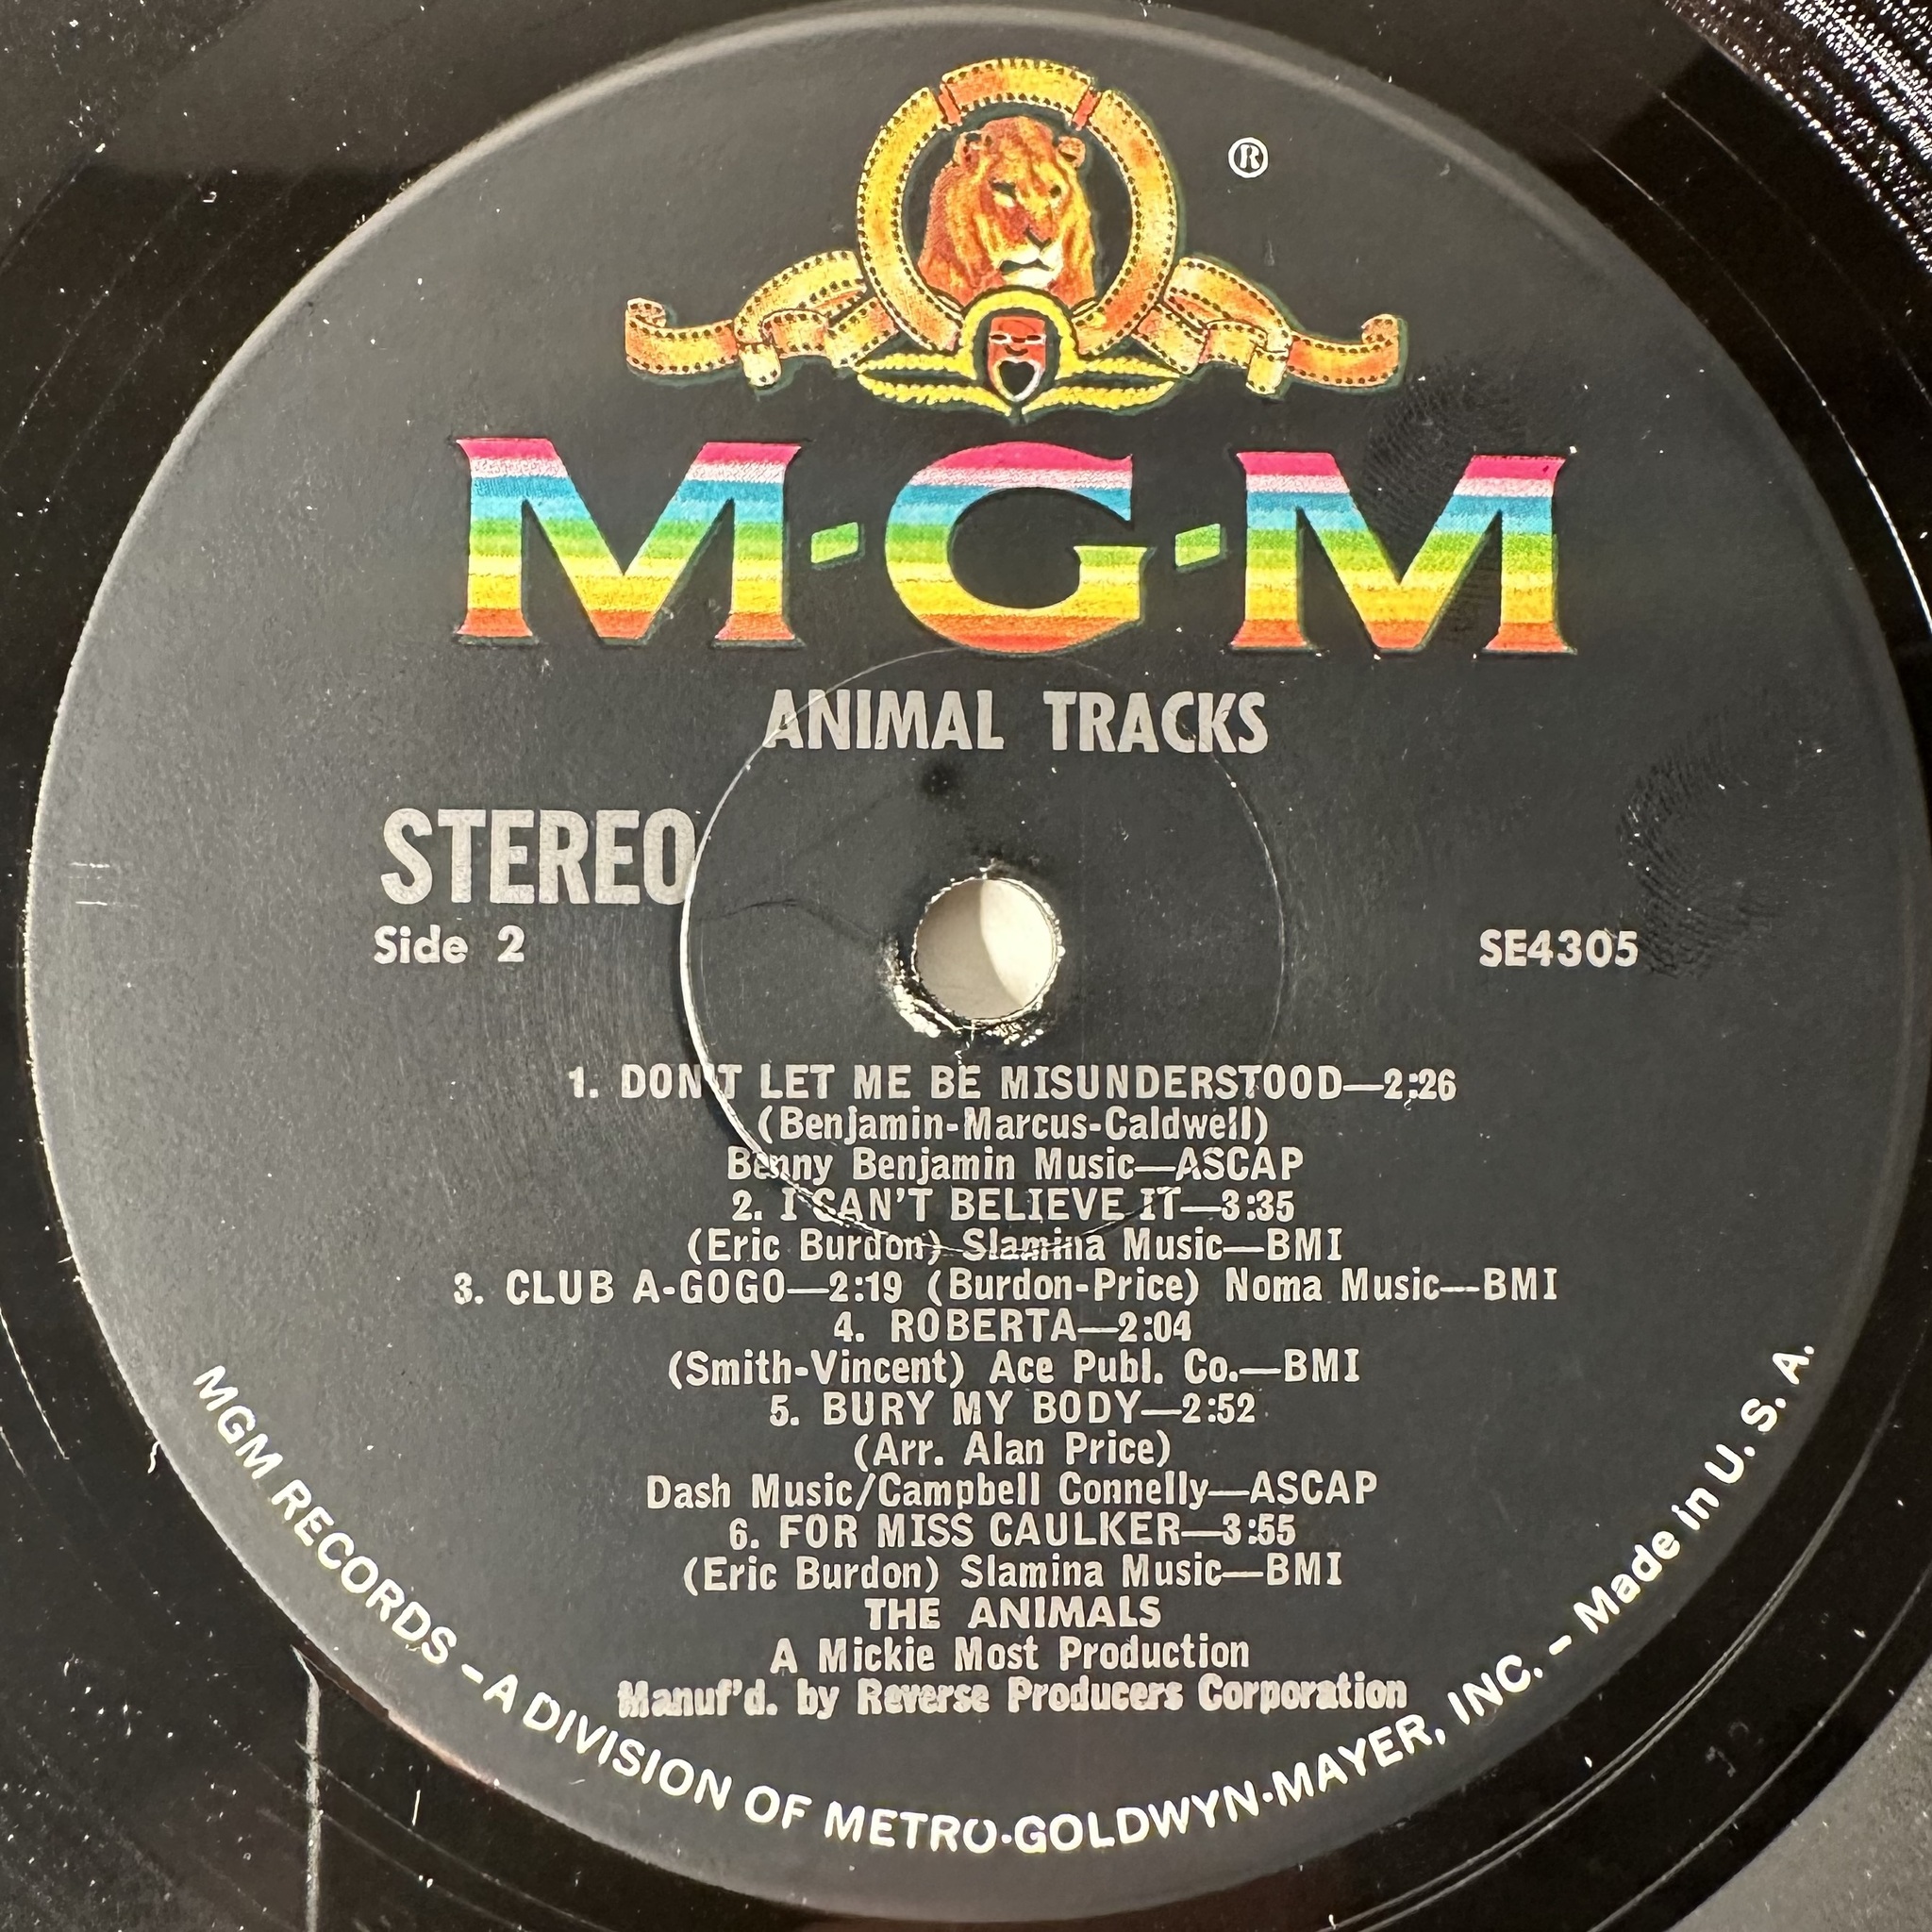 ®
M-G-M
ANIMAL TRACKS
STEREO
Side 2
SE4305
1. DON'T LET ME BE MISUNDERSTOOD—2:26
(Benjamin-Marcus-Caldwell)
Benny Benjamin Music—ASCAP
2. I CAN'T BELIEVE IT—3:35
(Eric Burdon) Slamina Music—BMI
3. CLUB A-GOGO—2:19 (Burdon-Price) Noma Music—BMI
4. ROBERTA—2:04
(Smith-Vincent) Ace Publ. Co.—BMI
5. BURY MY BODY—2:52
(Arr. Alan Price)
Dash Music/Campbell Connelly—ASCAP
6. FOR MISS CAULKER—3:55
(Eric Burdon) Slamina Music—BMI
THE ANIMALS
A Mickie Most Production
Manuf'd. by Reverse Producers Corporation
MGM RECORDS – A DIVISION OF METRO-GOLDWYN-MAYER, INC. – Made in U. S. A.